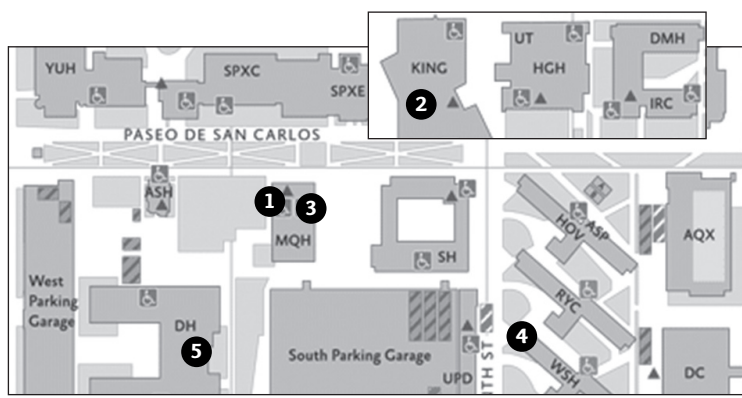 KING
2
UT
HGH
DMH
IRC
YUH
SPXC
SPXE
PASEO DE SAN CARLOS
ASH
1
3
MQH
SH
HOV
ASP
AQX
West
Parking
Garage
RYC
DH
5
South Parking Garage
UPD
TH ST
4
WSH
DC